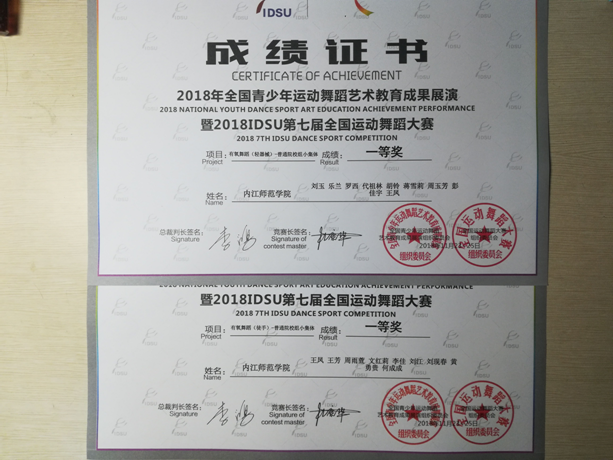 IDSU
成绩证书
CERTIFICATE OF ACHIEVEMENT
2018年全国青少年运动舞蹈艺术教育成果展演
2018 NATIONAL YOUTH DANCE SPORT ART EDUCATION ACHIEVEMENT PERFORMANCE
暨2018IDSU第七届全国运动舞蹈大赛
2018 7TH IDSU DANCE SPORT COMPETITION
项目: 有氧舞蹈（轻器械）-普通院校组小集体 成绩: 一等奖
Project Result
刘玉 乐兰 罗西 代祖林 胡铃 蒋雪莉 周玉芳 彭
姓名: 内江师范学院 佳宇 王凤
Name
总裁判长签名: 竞赛长签名:
Signature Signature of
contest master
组织委员会 组织委员会
2018 NATIONAL YOUTH DANCE SPORT ART EDUCATION ACHIEVEMENT PERFORMANCE
暨2018IDSU第七届全国运动舞蹈大赛
2018 7TH IDSU DANCE SPORT COMPETITION
项目: 有氧舞蹈（徒手）-普通院校组小集体 成绩: 一等奖
Project Result
王凤 王芳 周雨霏 文红莉 李佳 刘江 刘现春 黄
姓名: 内江师范学院 勇贵 何成成
Name
总裁判长签名: 竞赛长签名:
Signature Signature of
contest master
组织委员会 组织委员会